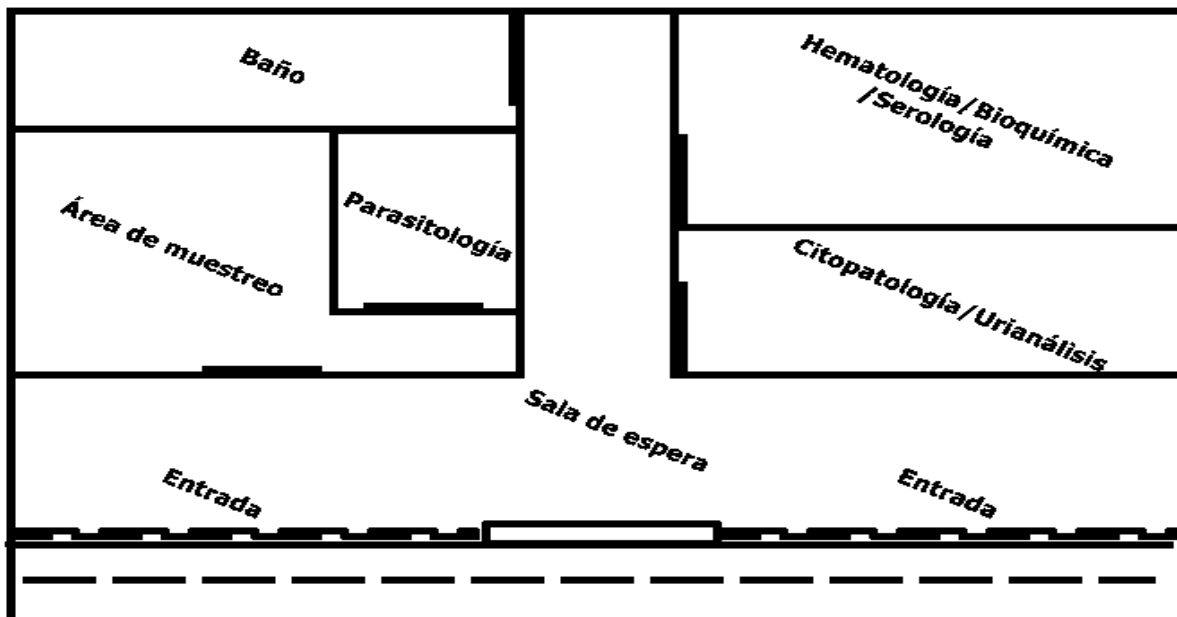 Baño
Hematología/Bioquímica
/Serología
Área de muestreo
Parasitología
Citopatología/Urianálisis
Sala de espera
Entrada
Entrada